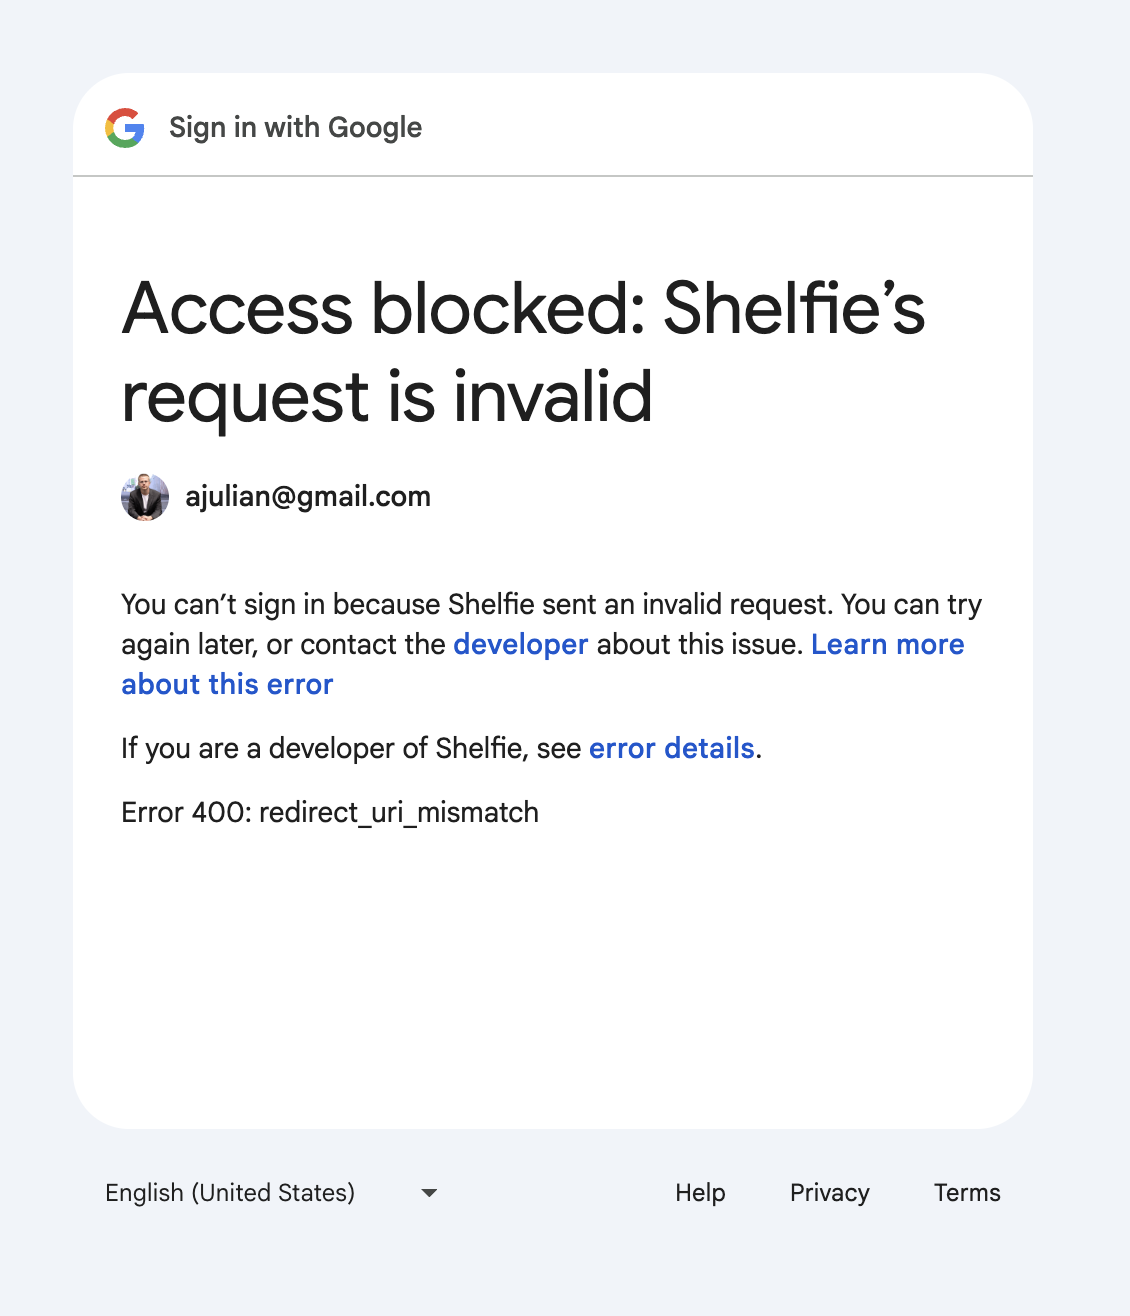 Sign in with Google
Access blocked: Shelfie’s
request is invalid
ajulian@gmail.com
You can’t sign in because Shelfie sent an invalid request. You can try
again later, or contact the developer about this issue. Learn more
about this error
If you are a developer of Shelfie, see error details.
Error 400: redirect_uri_mismatch
English (United States)
Help Privacy Terms